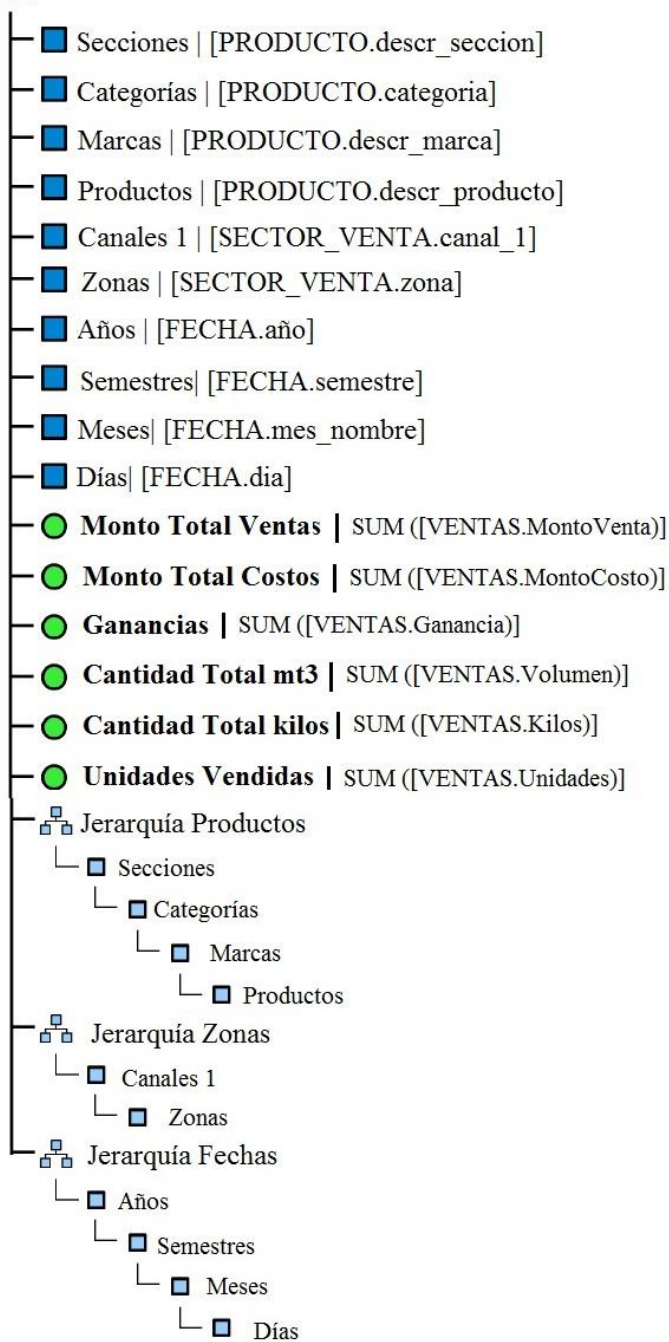 Secciones | [PRODUCTO.descr_seccion]
Categorías | [PRODUCTO.categoria]
Marcas | [PRODUCTO.descr_marca]
Productos | [PRODUCTO.descr_producto]
Canales 1 | [SECTOR_VENTA.canal_1]
Zonas | [SECTOR_VENTA.zona]
Años | [FECHA.año]
Semestres| [FECHA.semestre]
Meses| [FECHA.mes_nombre]
Días| [FECHA.dia]
Monto Total Ventas | SUM ([VENTAS.MontoVenta)]
Monto Total Costos | SUM ([VENTAS.MontoCosto)]
Ganancias | SUM ([VENTAS.Ganancia)]
Cantidad Total mt3 | SUM ([VENTAS.Volumen)]
Cantidad Total kilos | SUM ([VENTAS.Kilos)]
Unidades Vendidas | SUM ([VENTAS.Unidades)]
Jerarquía Productos
Secciones
Categorías
Marcas
Productos
Jerarquía Zonas
Canales 1
Zonas
Jerarquía Fechas
Años
Semestres
Meses
Días